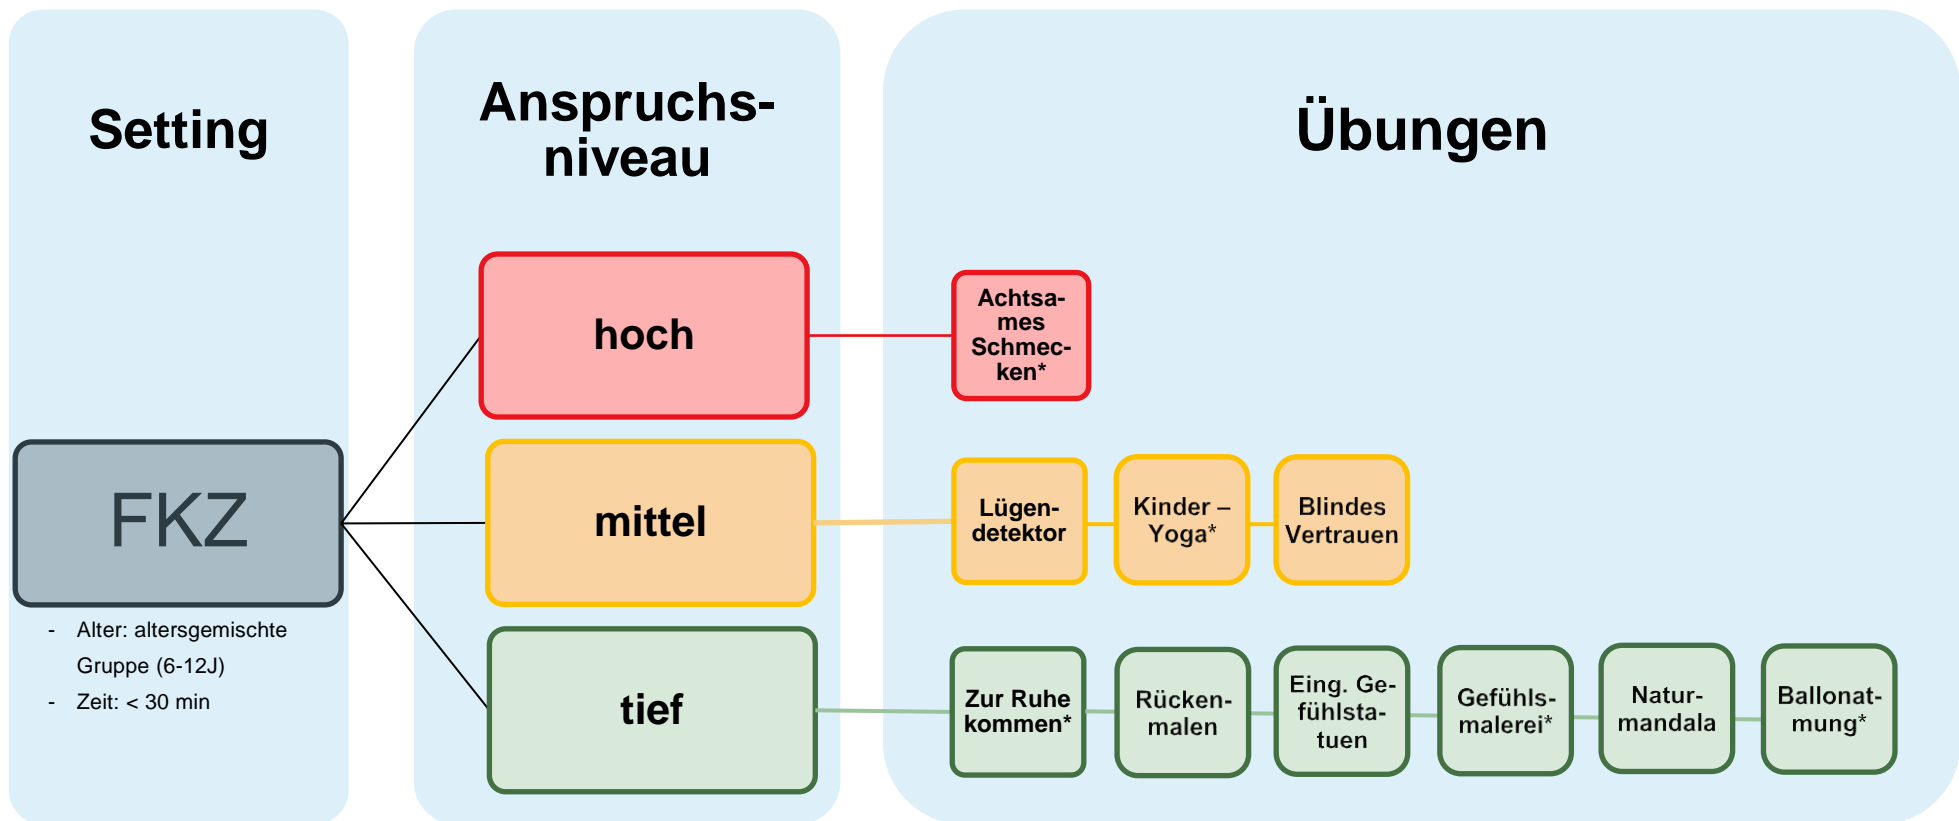 Setting
Anspruchs-
niveau
Übungen
hoch
Achtsa-
mes
Schmec-
ken*
FKZ
mittel
Lügen-
detektor
Kinder –
Yoga*
Blindes
Vertrauen
- Alter: altersgemischte
Gruppe (6-12J)
- Zeit: < 30 min
tief
Zur Ruhe
kommen*
Rücken-
malen
Eing. Ge-
fühlsta-
tuen
Gefühls-
malerei*
Natur-
mandala
Ballonat-
mung*